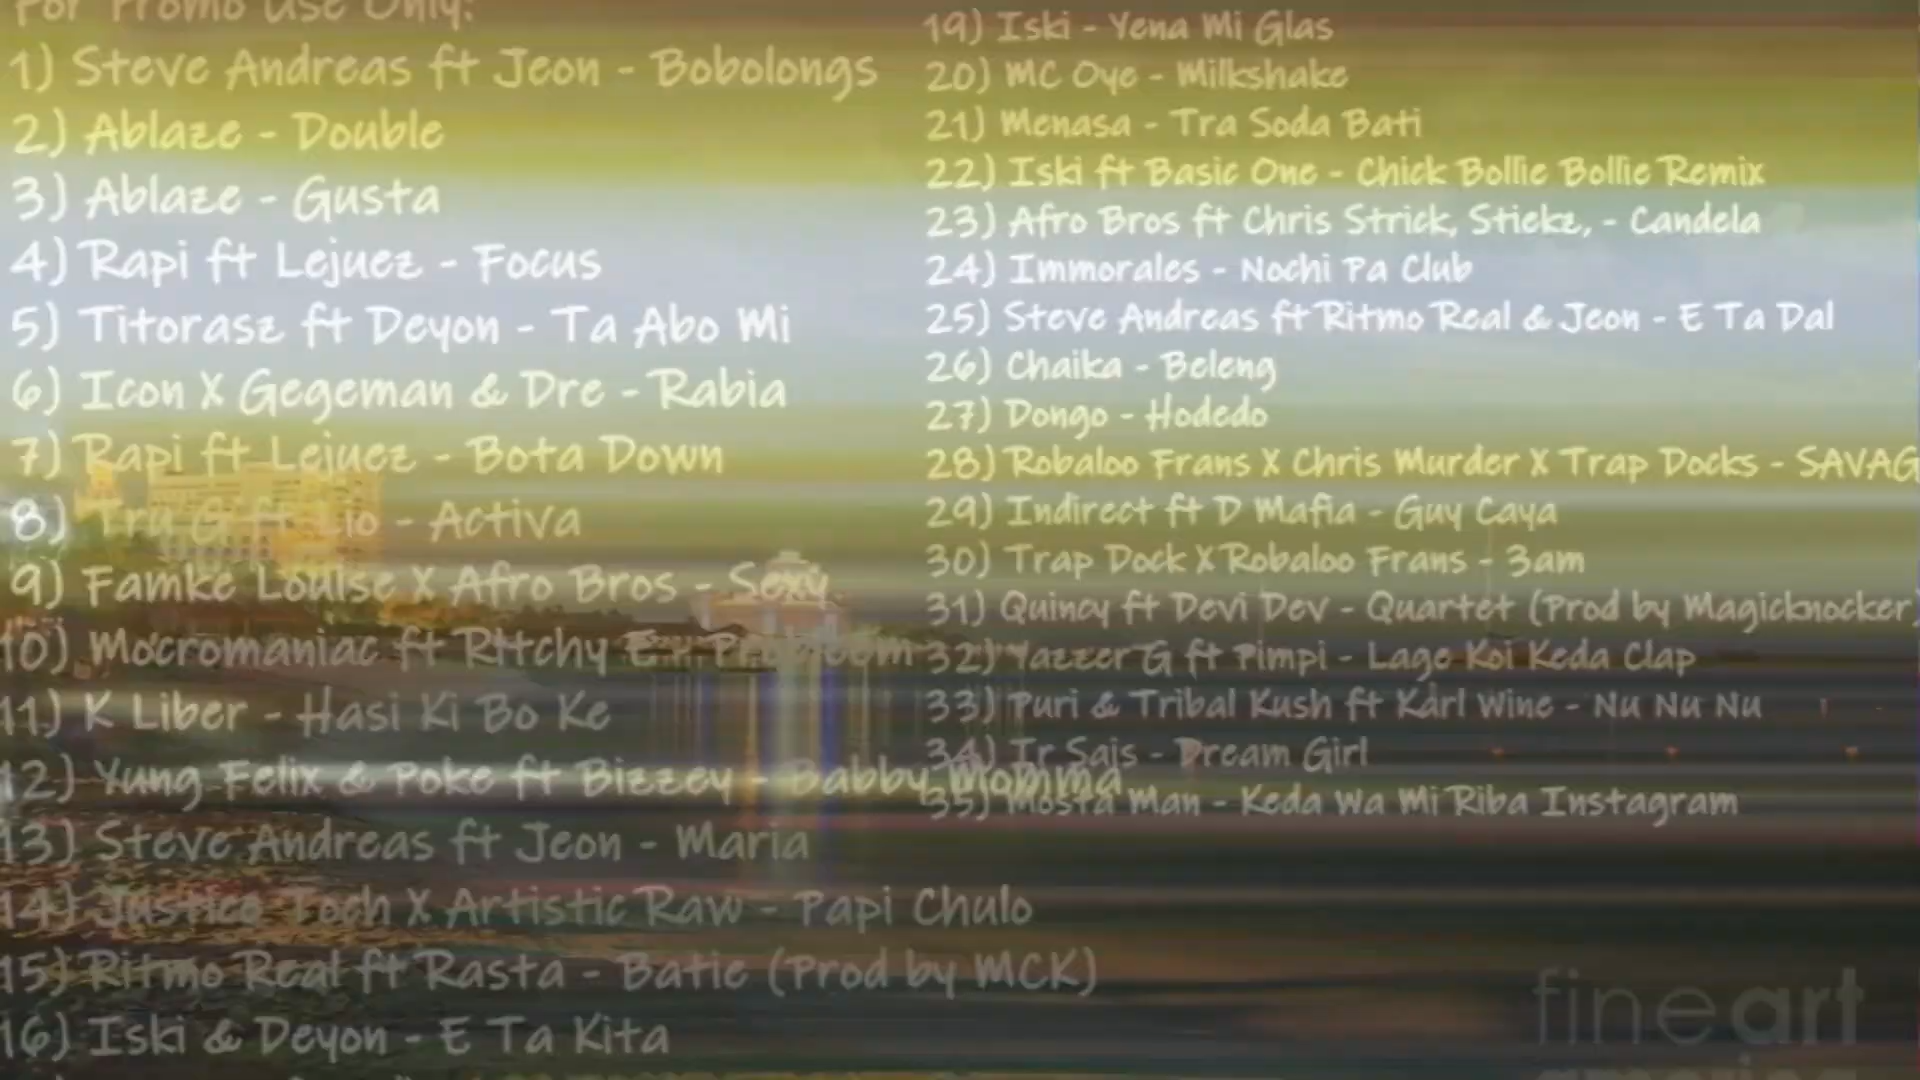 For Promo Use Only:
1) Steve Andreas ft Jeon - Bobolongs
2) Ablaze - Double
3) Ablaze - Gusta
4) Rapi ft Lejuez - Focus
5) Titorasz ft Deyon - Ta Abo Mi
6) Icon X Gegeman & Dre - Rabia
7) Rapi ft Lejuez - Bota Down
8) Tru G ft Lio - Activa
9) Famke Louise X Afro Bros - Sexy
10) Mocromaniac ft RItchy E - Probleem
11) K Liber - Hasi Ki Bo Ke
12) Yung Felix & Poke ft Bizzey - Babby Momma
13) Steve Andreas ft Jeon - Maria
14) Justico Toch X Artistic Raw - Papi Chulo
15) Ritmo Real ft Rasta - Batie (Prod by MCK)
16) Iski & Deyon - E Ta Kita
19) Iski - Yena Mi Glas
20) MC Oye - Milkshake
21) Menasa - Tra Soda Bati
22) Iski ft Basic One - Chick Bollie Bollie Remix
23) Afro Bros ft Chris Strick, Stiekz, - Candela
24) Immorales - Nochi Pa Club
25) Steve Andreas ft Ritmo Real & Jeon - E Ta Dal
26) Chaika - Beleng
27) Dongo - Hodedo
28) Robaloo Frans X Chris Murder X Trap Docks - SAVAG
29) Indirect ft D Mafia - Guy Caya
30) Trap Dock X Robaloo Frans - 3am
31) Quincy ft Devi Dev - Quartet (Prod by Magicknocker)
32) Yazzer G ft Pimpi - Lage Koi Keda Clap
33) Puri & Tribal Kush ft Karl Wine - Nu Nu Nu
34) Jr Sais - Dream Girl
35) Mosta Man - Keda Wa Mi Riba Instagram
fineart